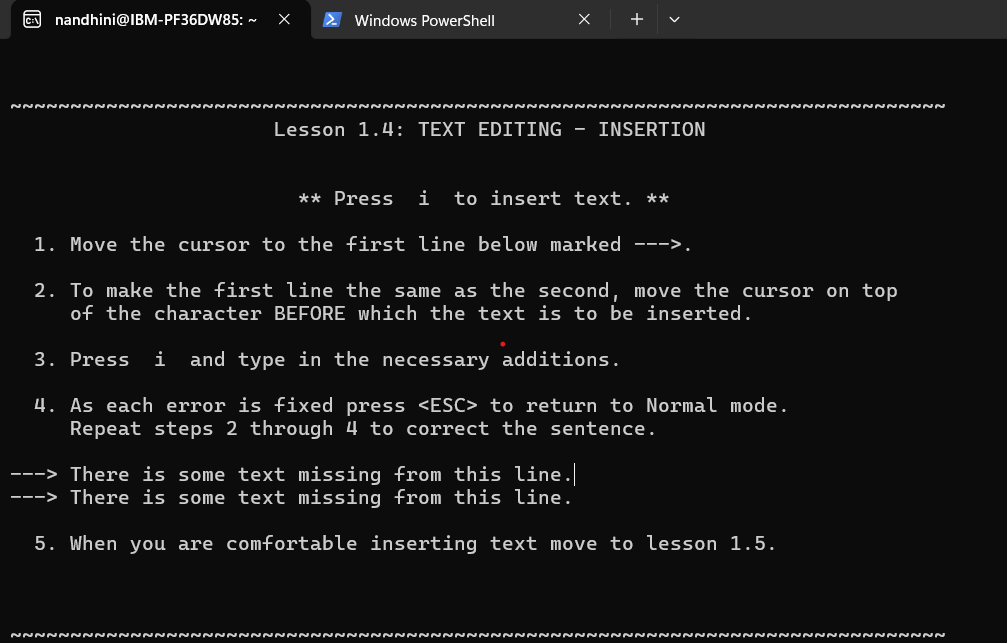 nandhini@IBM-PF36DW85: ~
Windows PowerShell
~~~~~~~~~~~~~~~~~~~~~~~~~~~~~~~~~~~~~~~~~~~~~~~~~~~~~~~~~~~~~~~~~~~~~~~~~~~~~~
Lesson 1.4: TEXT EDITING - INSERTION
** Press  i  to insert text. **
1. Move the cursor to the first line below marked --->.
2. To make the first line the same as the second, move the cursor on top
of the character BEFORE which the text is to be inserted.
3. Press  i  and type in the necessary additions.
4. As each error is fixed press <ESC> to return to Normal mode.
Repeat steps 2 through 4 to correct the sentence.
---> There is some text missing from this line.
---> There is some text missing from this line.
5. When you are comfortable inserting text move to lesson 1.5.
~~~~~~~~~~~~~~~~~~~~~~~~~~~~~~~~~~~~~~~~~~~~~~~~~~~~~~~~~~~~~~~~~~~~~~~~~~~~~~